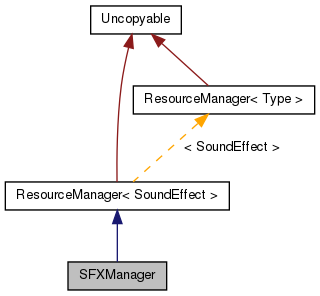 Uncopyable
ResourceManager< Type >
< SoundEffect >
ResourceManager< SoundEffect >
SFXManager